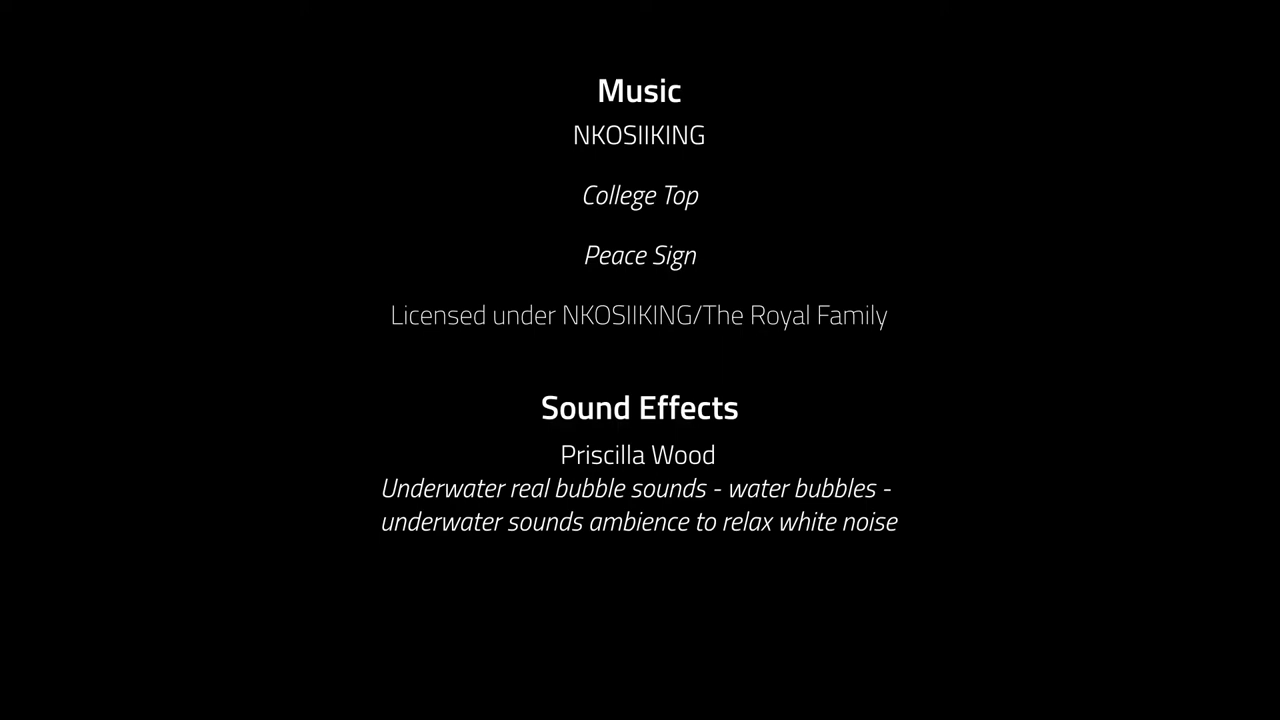 Music
NKOSIIKING
College Top
Peace Sign
Licensed under NKOSIIKING/The Royal Family
Sound Effects
Priscilla Wood
Underwater real bubble sounds - water bubbles -
underwater sounds ambience to relax white noise